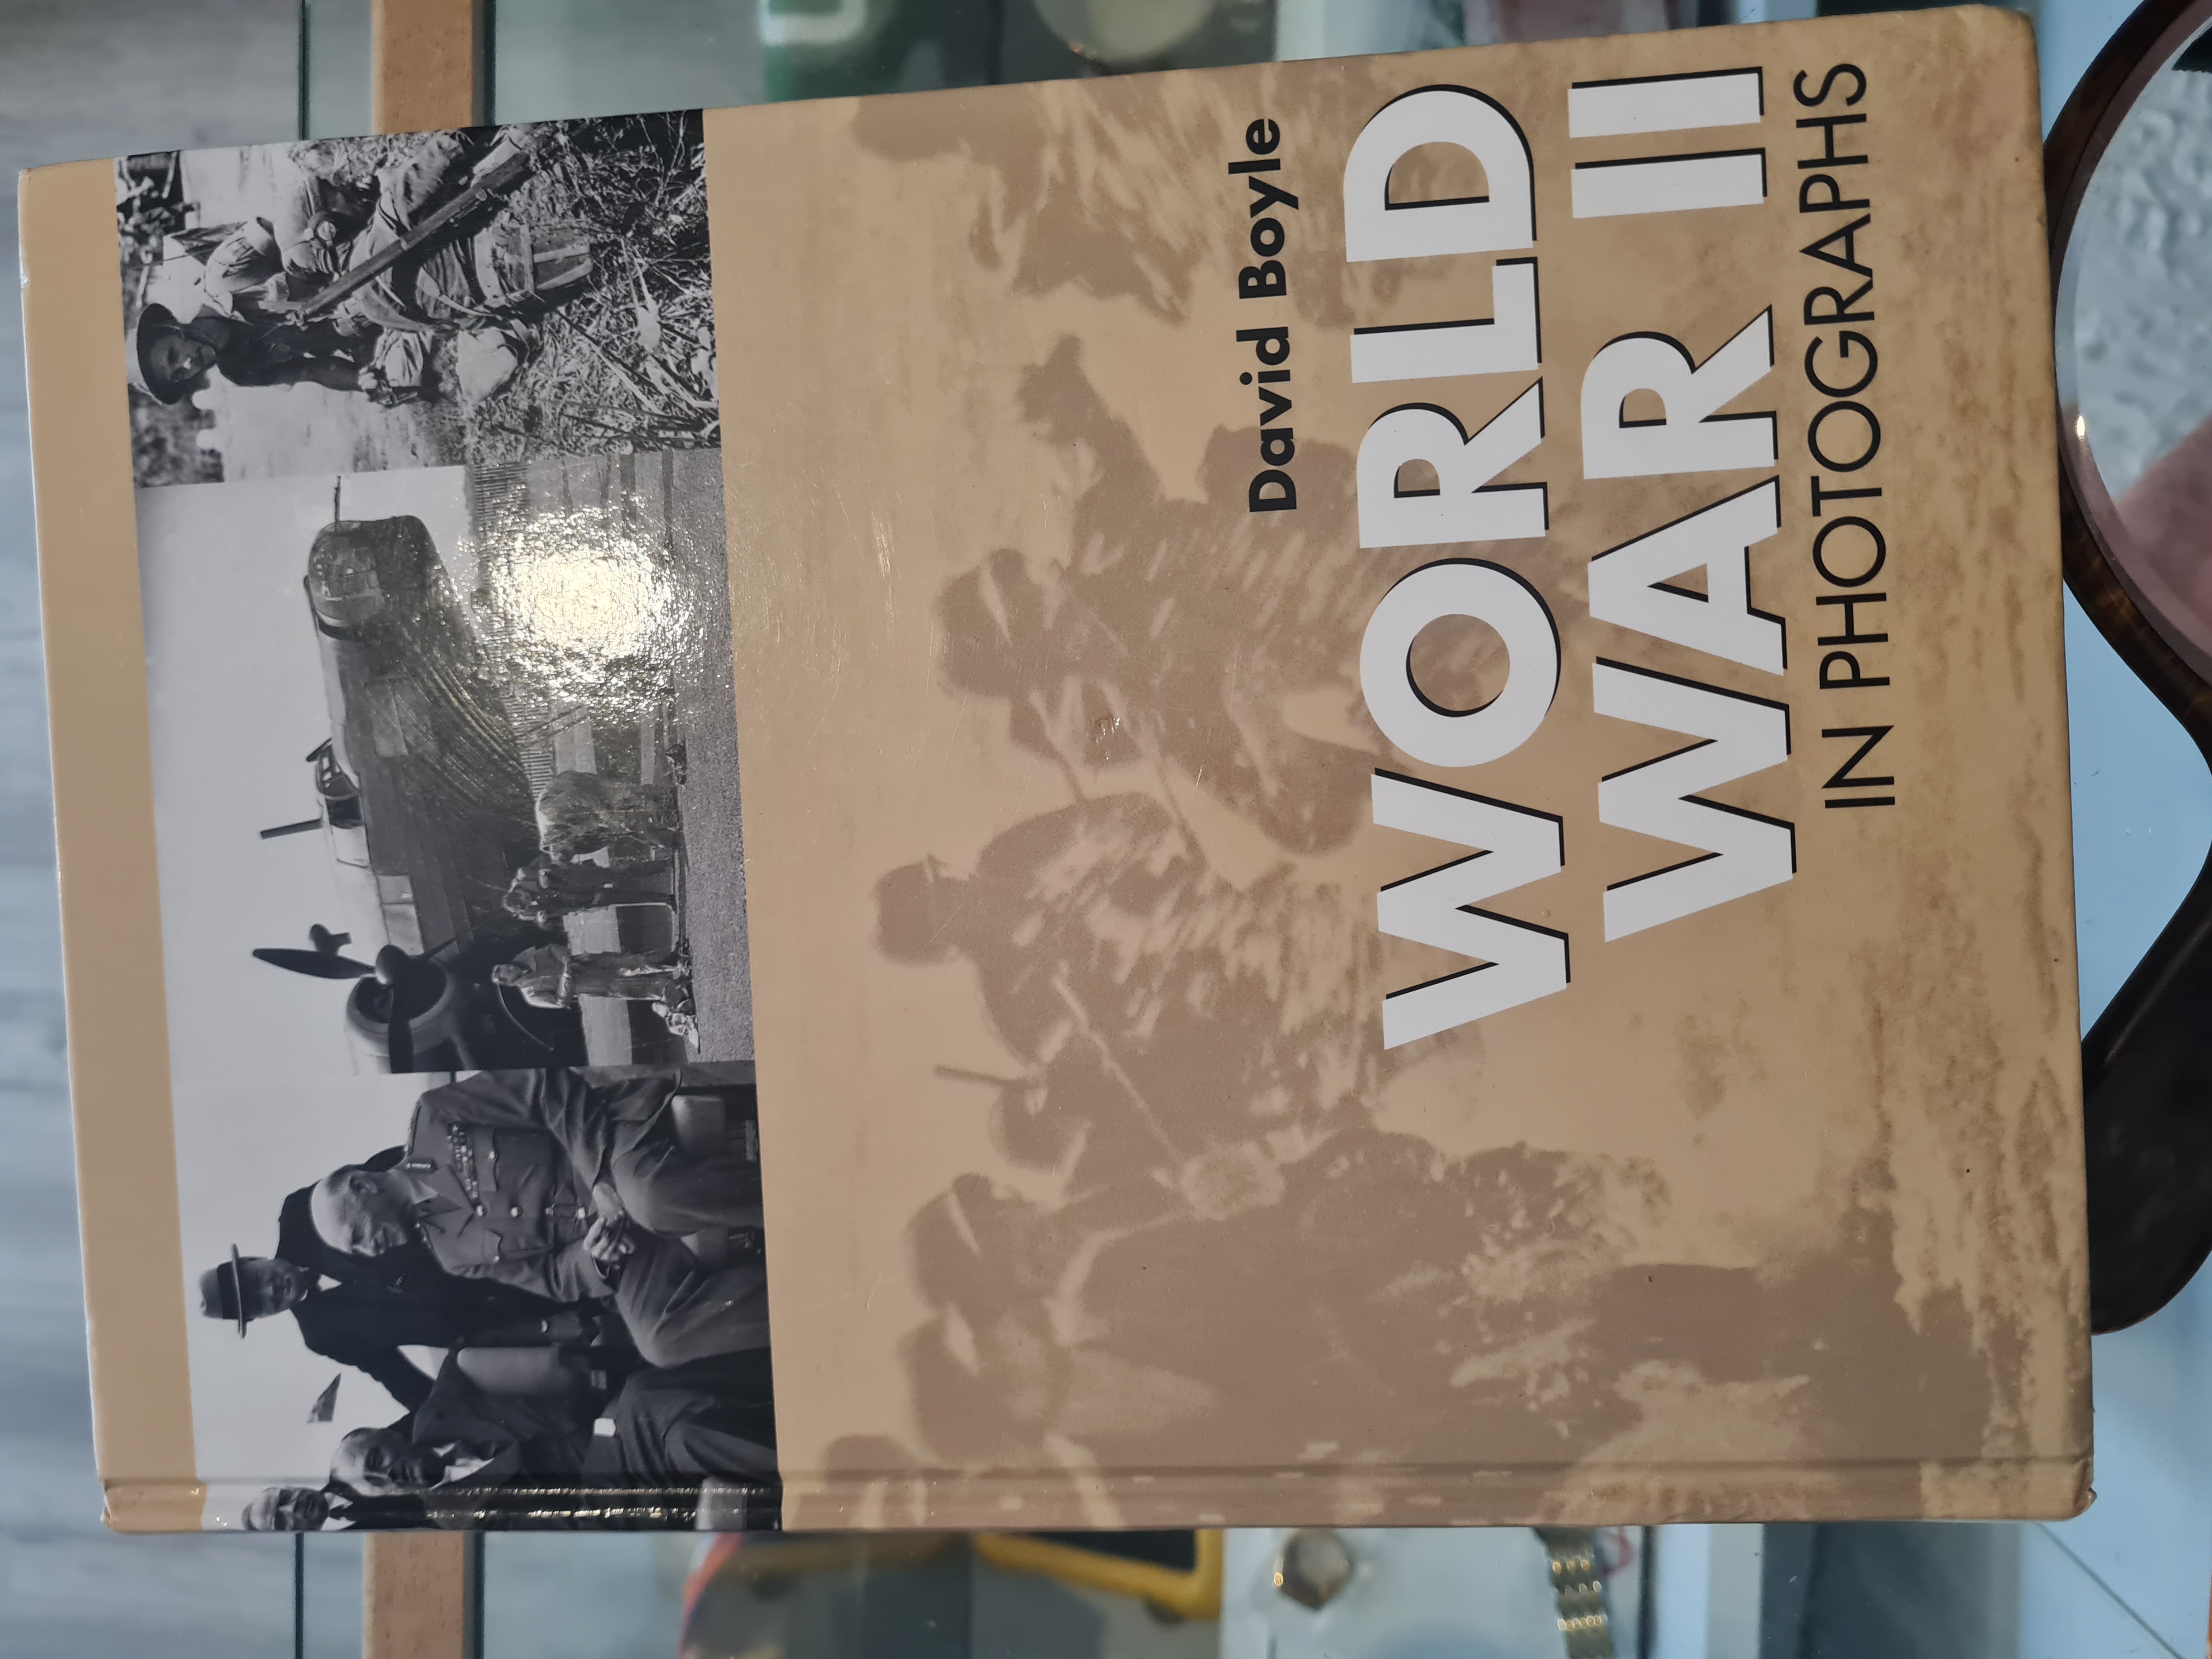 David Boyle
WORLD
WAR II
IN PHOTOGRAPHS